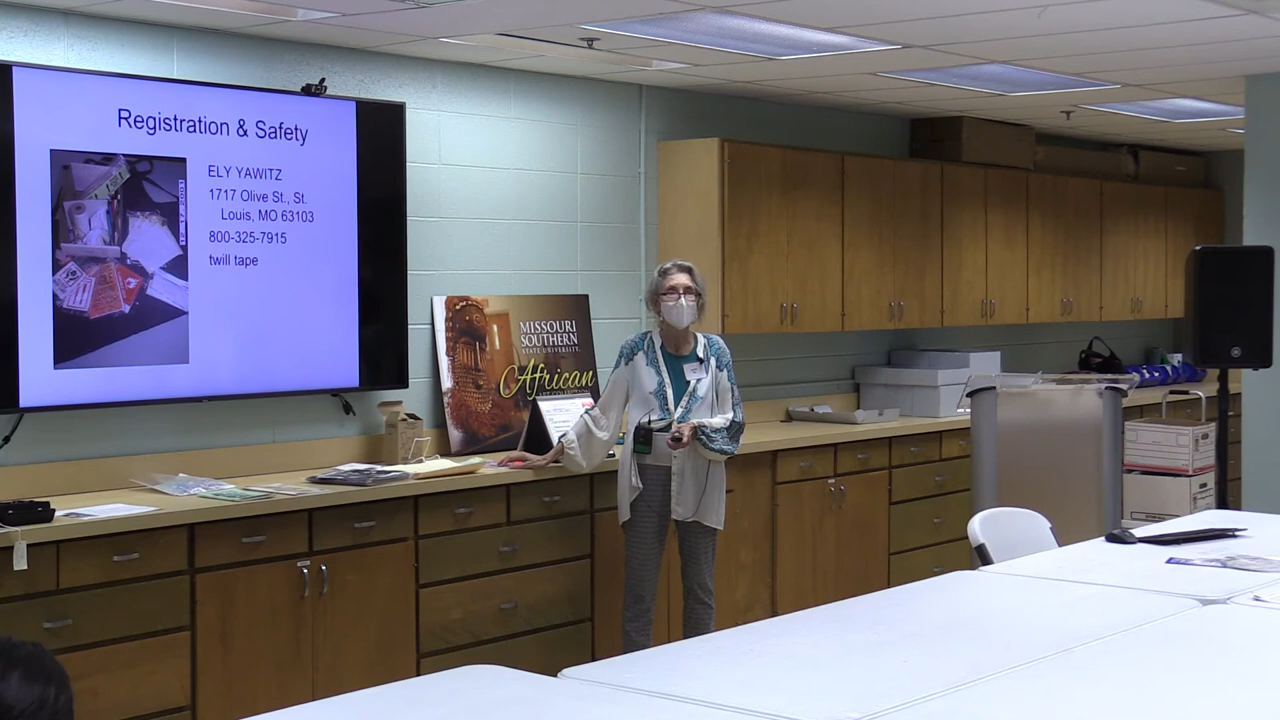 Registration & Safety
ELY YAWITZ
1717 Olive St., St.
Louis, MO 63103
800-325-7915
twill tape
MISSOURI
SOUTHERN
STATE UNIVERSITY
African